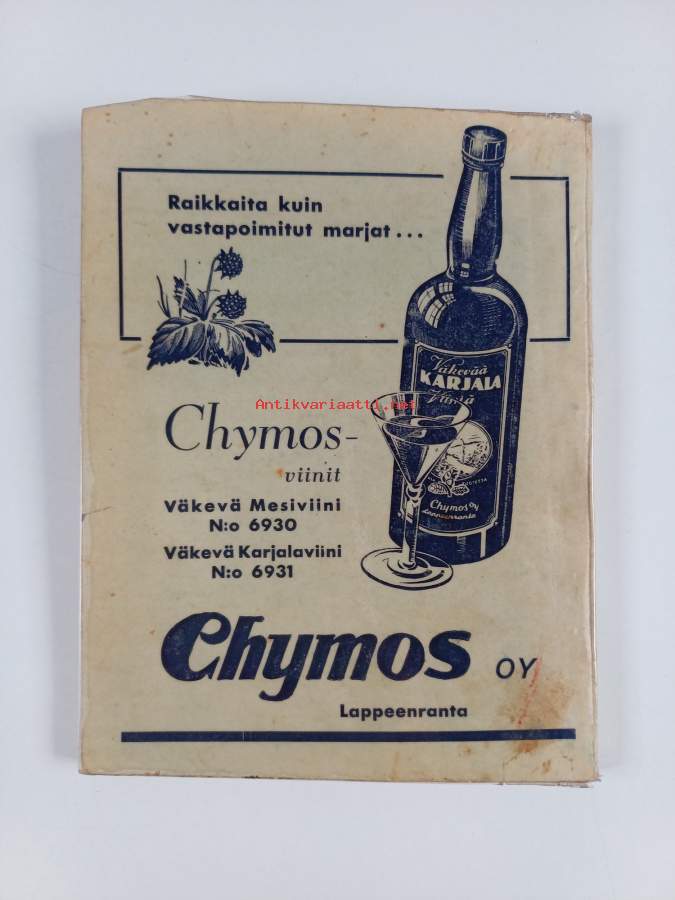 Raikkaita kuin
vastapoimitut marjat...
Väkevää
KARJALA
Viiniä
Chymos Oy
Lappeenranta
Antikvariaatti.net
Chymos-
viinit
Väkevä Mesiviini
N:o 6930
Väkevä Karjalaviini
N:o 6931
Chymos OY
Lappeenranta